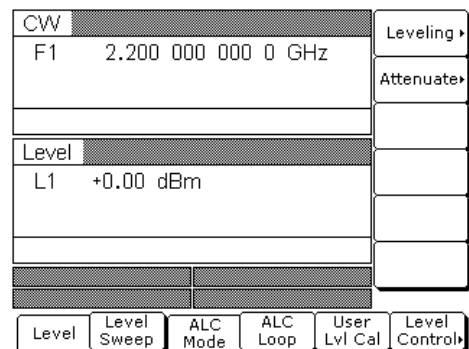 CW
F1 2.200 000 000 0 GHz
Leveling
Attenuate
Level
L1 +0.00 dBm
Level
Level Sweep
ALC Mode
ALC Loop
User Lvl Cal
Level Control